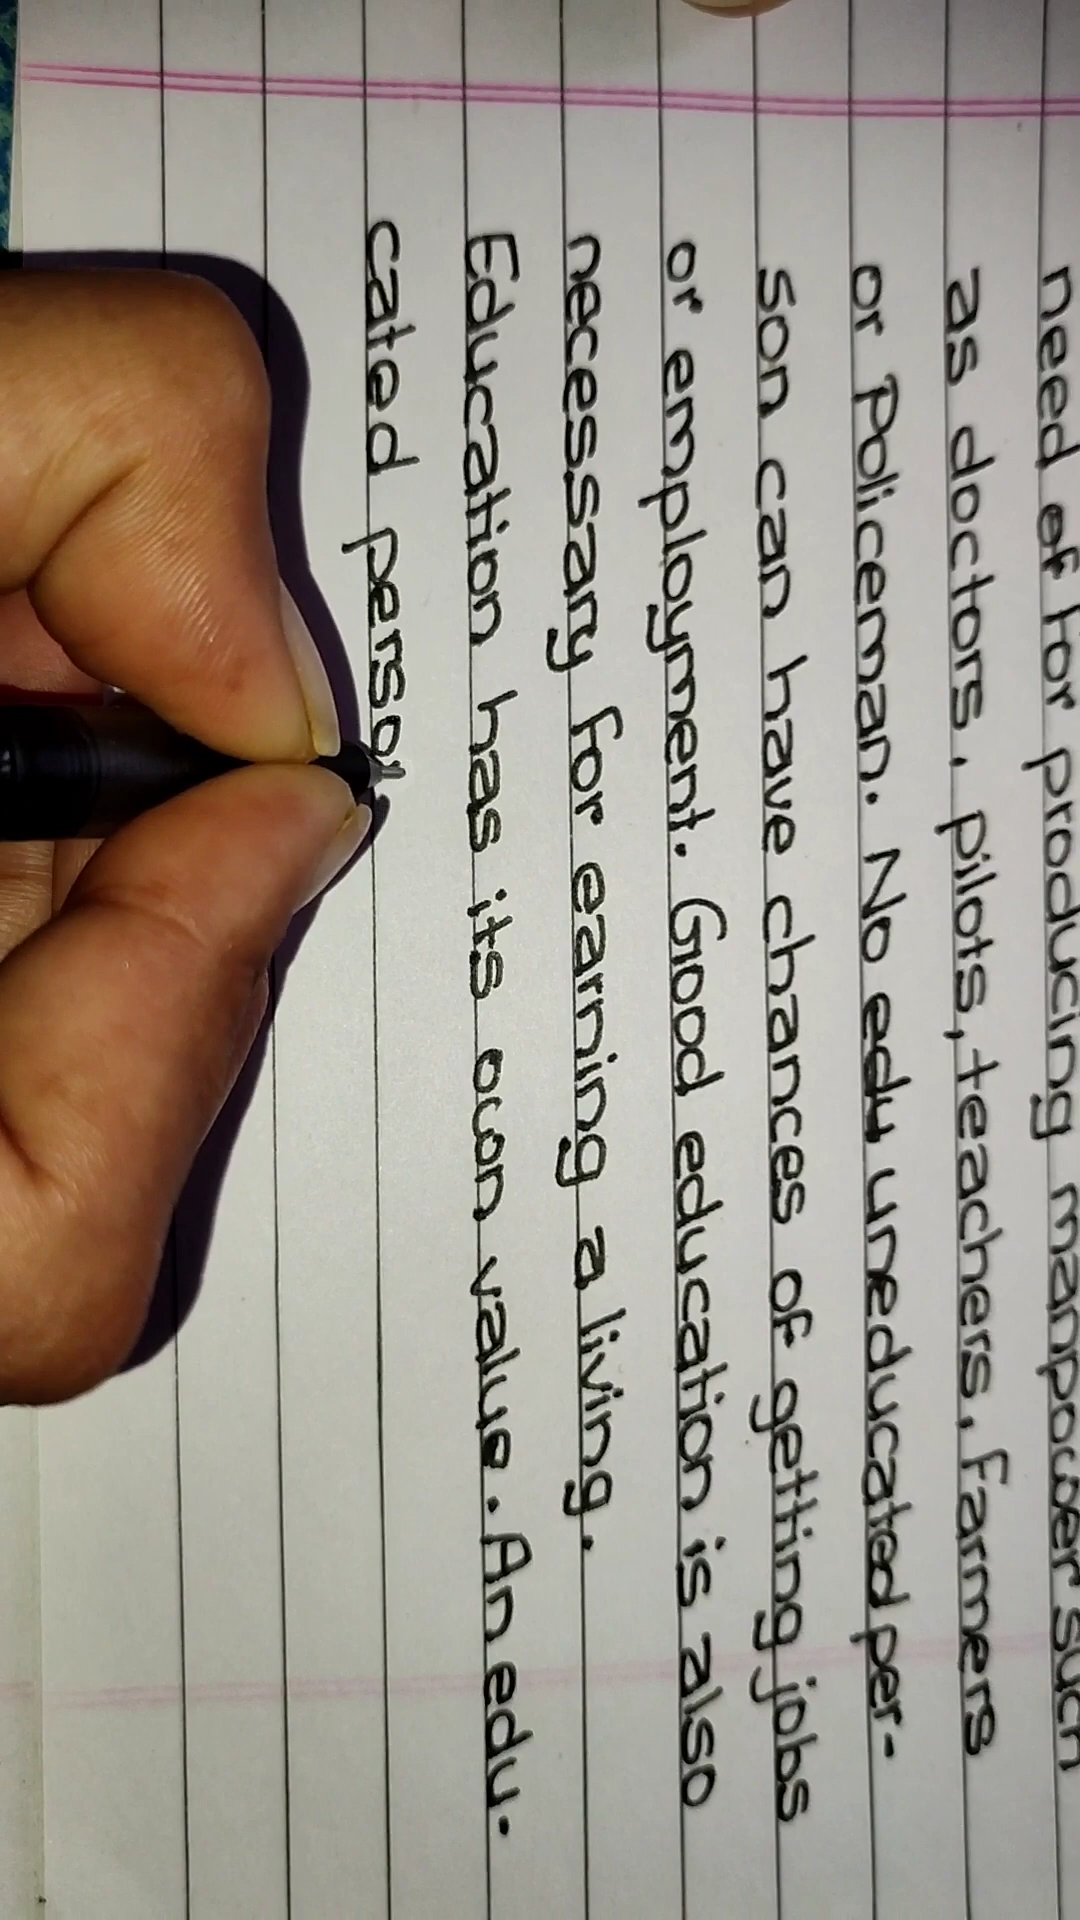 need of for producing manpower such
as doctors, pilots, teachers, farmers
or Policeman. No edu uneducated per-
son can have chances of getting jobs
or employment. Good education is also
necessary for earning a living.
Education has its own value. An edu.
cated perso